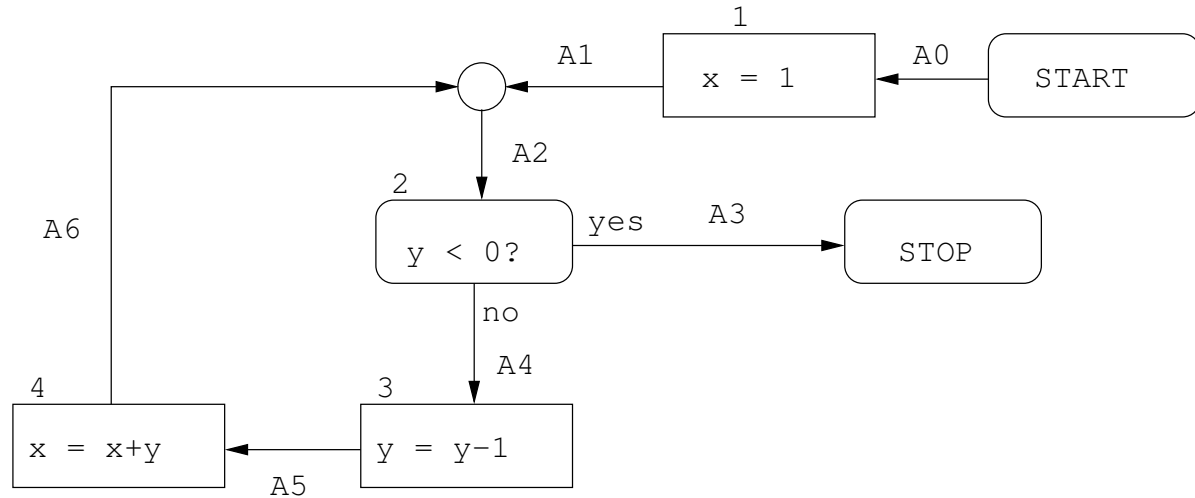 1
A1
A0
x = 1
START
A2
2
A6
yes
A3
y < 0?
STOP
no
A4
4
3
x = x+y
y = y-1
A5